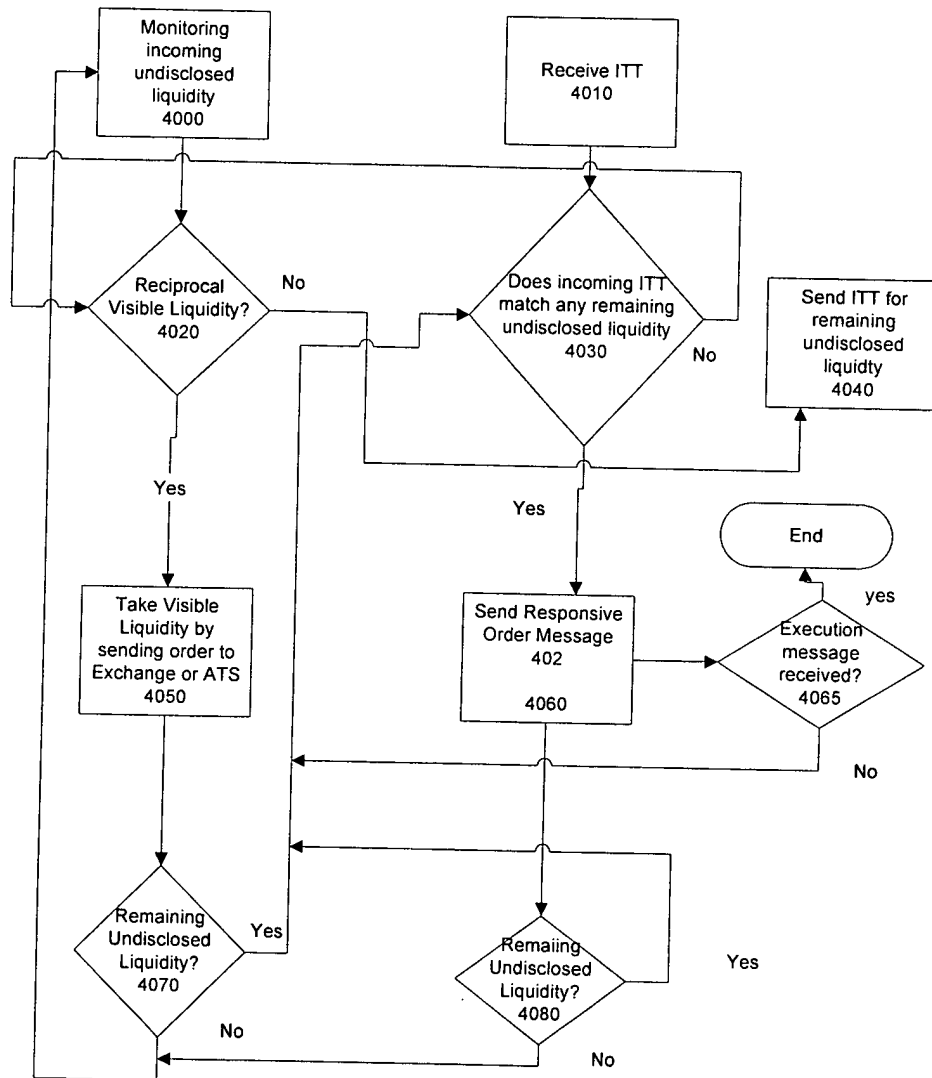 Monitoring
incoming
undisclosed
liquidity
4000
Receive ITT
4010
Reciprocal
Visible Liquidity?
4020
No
Does incoming ITT
match any remaining
undisclosed liquidity
4030
No
Send ITT for
remaining
undisclosed
liquidty
4040
Yes
Yes
End
yes
Take Visible
Liquidity by
sending order to
Exchange or ATS
4050
Send Responsive
Order Message
402
4060
Execution
message
received?
4065
No
Remaining
Undisclosed
Liquidity?
4070
Yes
Remaiing
Undisclosed
Liquidity?
4080
Yes
No
No